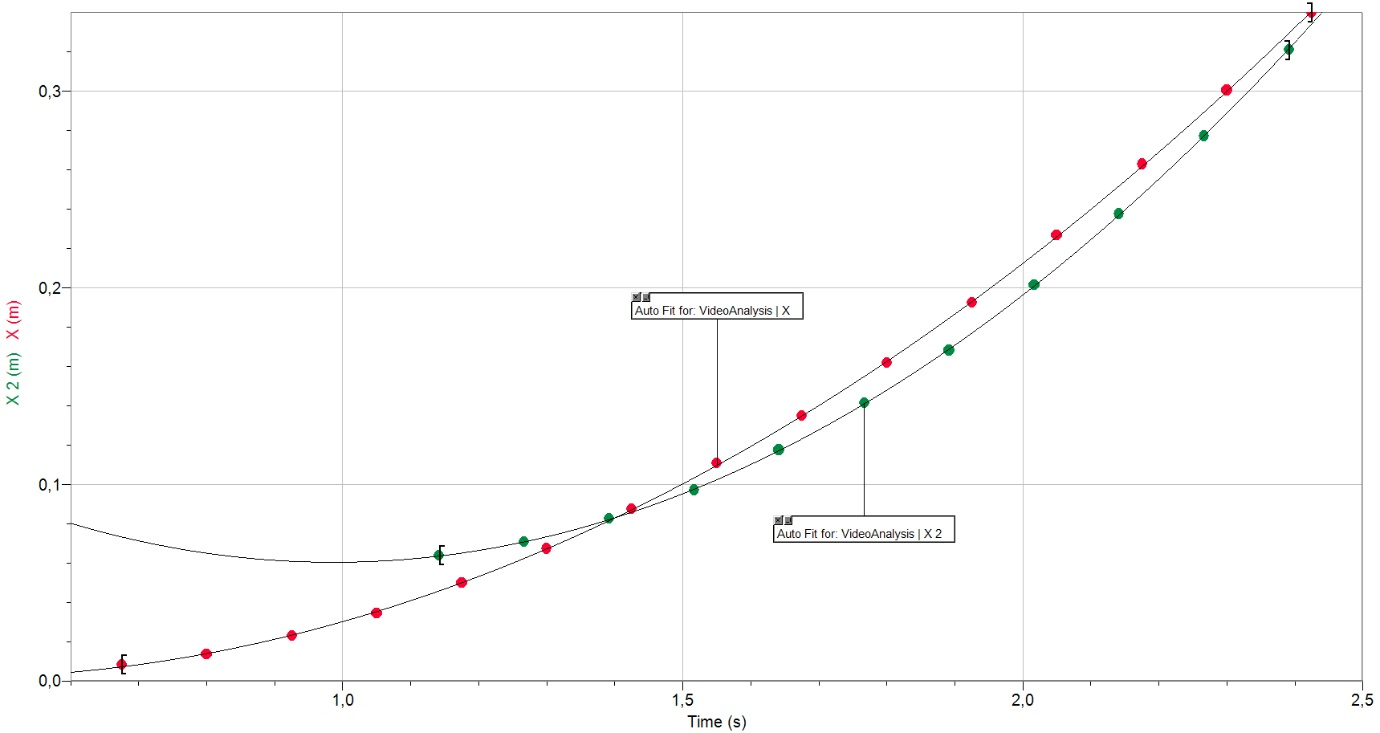 0,3
0,2
0,1
0,0
X 2 (m) X (m)
Auto Fit for: VideoAnalysis | X
Auto Fit for: VideoAnalysis | X 2
1,0 1,5 2,0 2,5
Time (s)